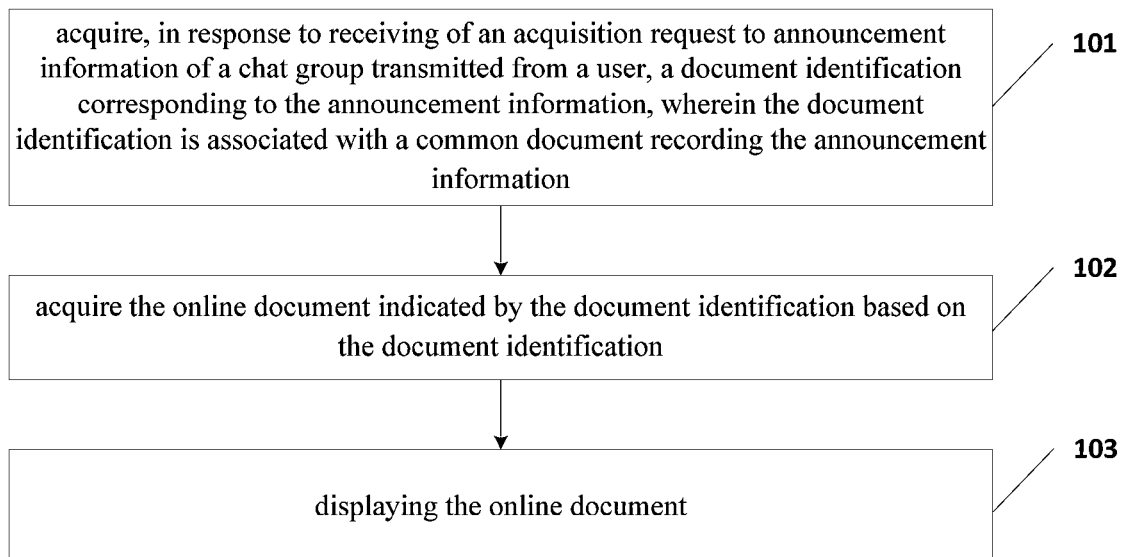 acquire, in response to receiving of an acquisition request to announcement
information of a chat group transmitted from a user, a document identification
corresponding to the announcement information, wherein the document
identification is associated with a common document recording the announcement
information
101
acquire the online document indicated by the document identification based on
the document identification
102
displaying the online document
103